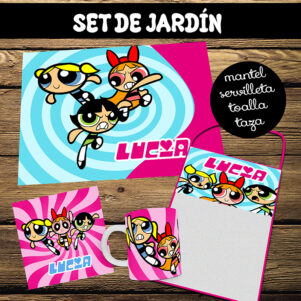 SET DE JARDÍN
mantel
servilleta
toalla
taza
LUCIA
LUCIA
LUCIA